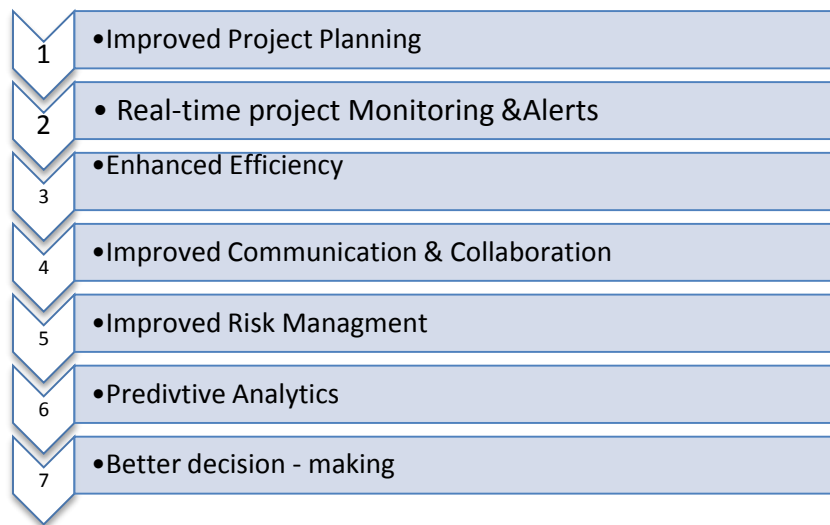 1
•Improved Project Planning
2
• Real-time project Monitoring &Alerts
3
•Enhanced Efficiency
4
•Improved Communication & Collaboration
5
•Improved Risk Managment
6
•Predivtive Analytics
7
•Better decision - making